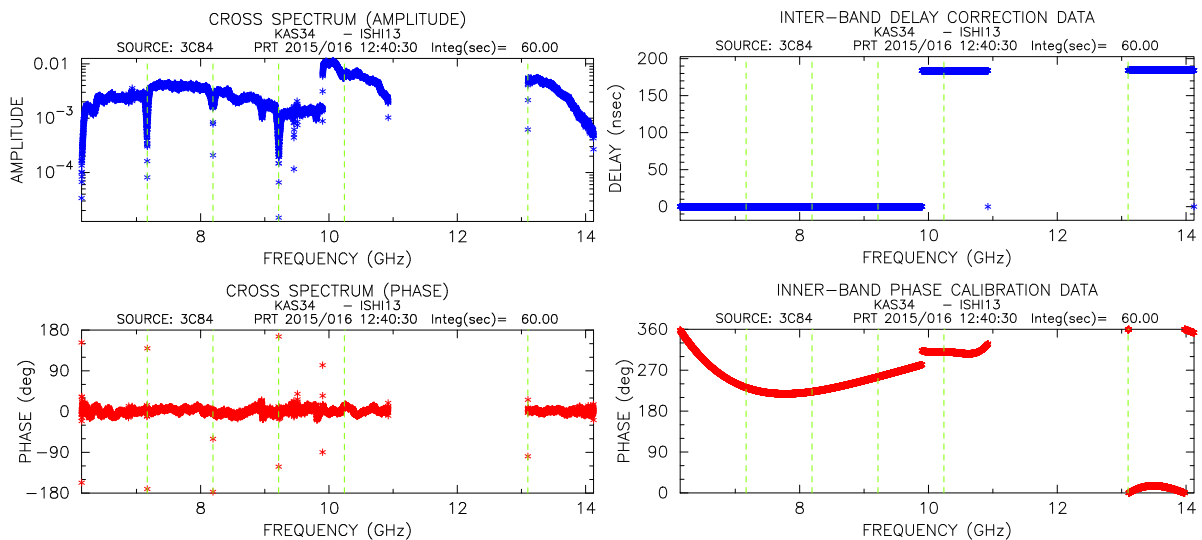 CROSS SPECTRUM (AMPLITUDE)
KAS34 - ISHI13
SOURCE: 3C84 PRT 2015/016 12:40:30 Integ(sec)= 60.00
AMPLITUDE
0.01
10⁻³
10⁻⁴
8 10 12 14
FREQUENCY (GHz)
INTER-BAND DELAY CORRECTION DATA
KAS34 - ISHI13
SOURCE: 3C84 PRT 2015/016 12:40:30 Integ(sec)= 60.00
DELAY (nsec)
200
150
100
50
0
8 10 12 14
FREQUENCY (GHz)
CROSS SPECTRUM (PHASE)
KAS34 - ISHI13
SOURCE: 3C84 PRT 2015/016 12:40:30 Integ(sec)= 60.00
PHASE (deg)
180
90
0
-90
-180
8 10 12 14
FREQUENCY (GHz)
INNER-BAND PHASE CALIBRATION DATA
KAS34 - ISHI13
SOURCE: 3C84 PRT 2015/016 12:40:30 Integ(sec)= 60.00
PHASE (deg)
360
270
180
90
0
8 10 12 14
FREQUENCY (GHz)